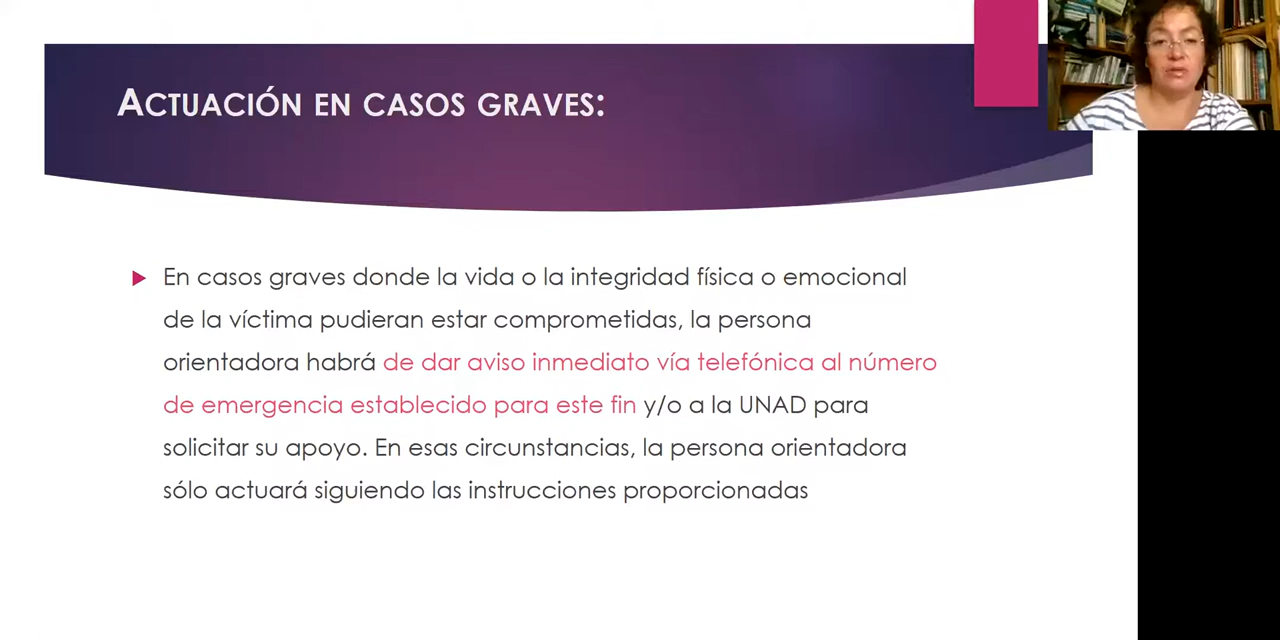 ACTUACIÓN EN CASOS GRAVES:
En casos graves donde la vida o la integridad física o emocional
de la víctima pudieran estar comprometidas, la persona
orientadora habrá de dar aviso inmediato vía telefónica al número
de emergencia establecido para este fin y/o a la UNAD para
solicitar su apoyo. En esas circunstancias, la persona orientadora
sólo actuará siguiendo las instrucciones proporcionadas